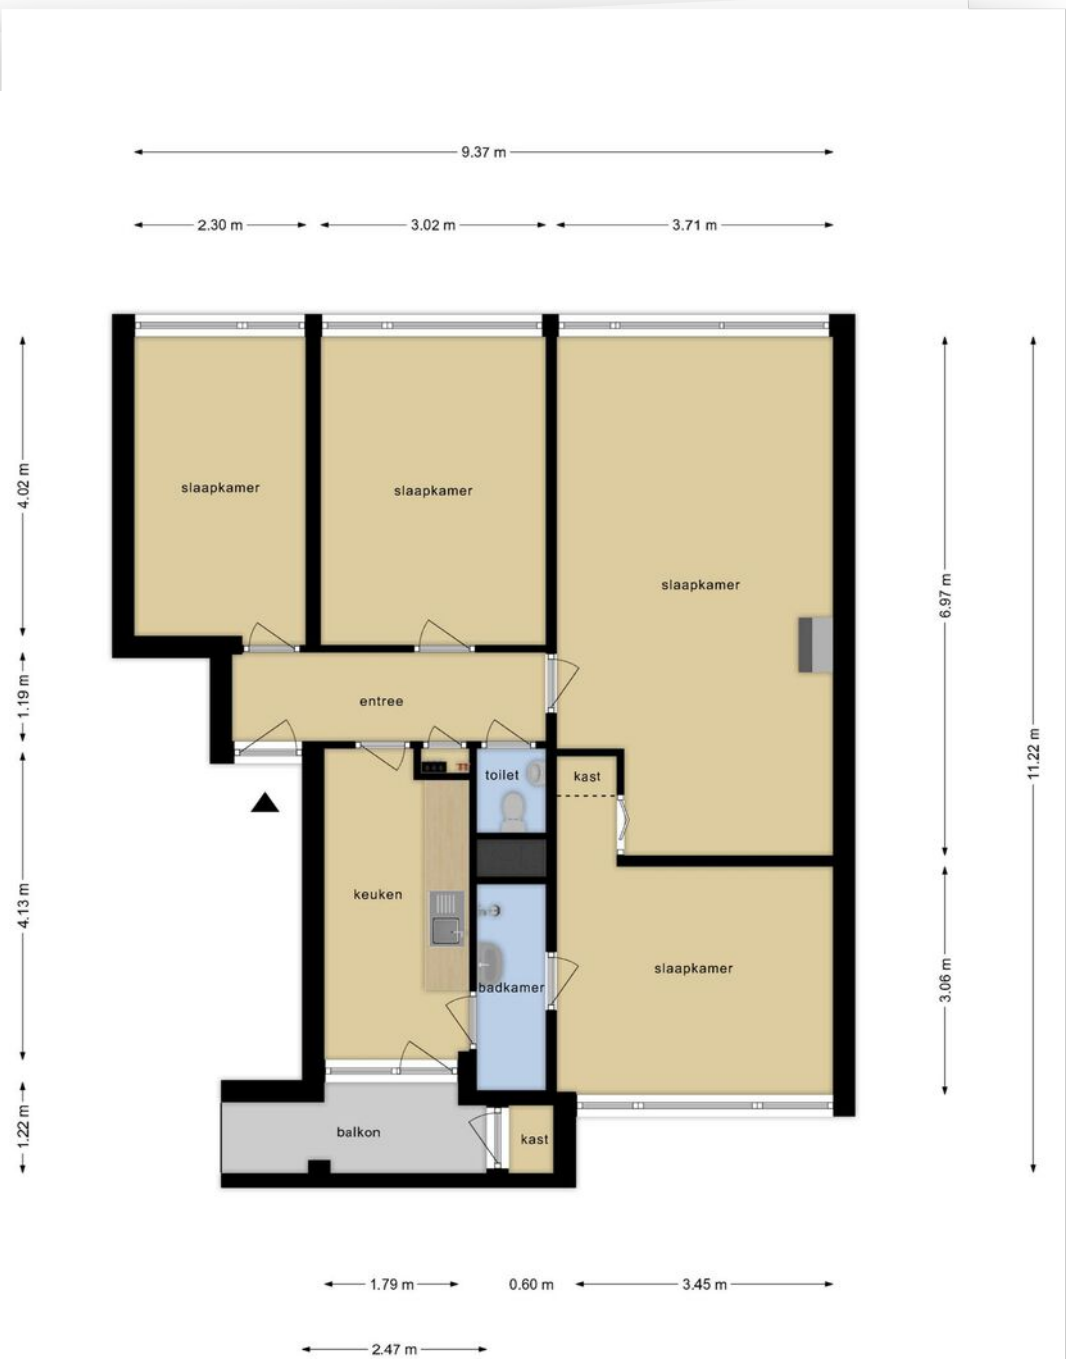 9.37 m
2.30 m
3.02 m
3.71 m
4.02 m
slaapkamer
slaapkamer
slaapkamer
6.97 m
1.19 m
entree
11.22 m
toilet
kast
4.13 m
keuken
slaapkamer
3.06 m
badkamer
1.22 m
balkon
kast
1.79 m
0.60 m
3.45 m
2.47 m